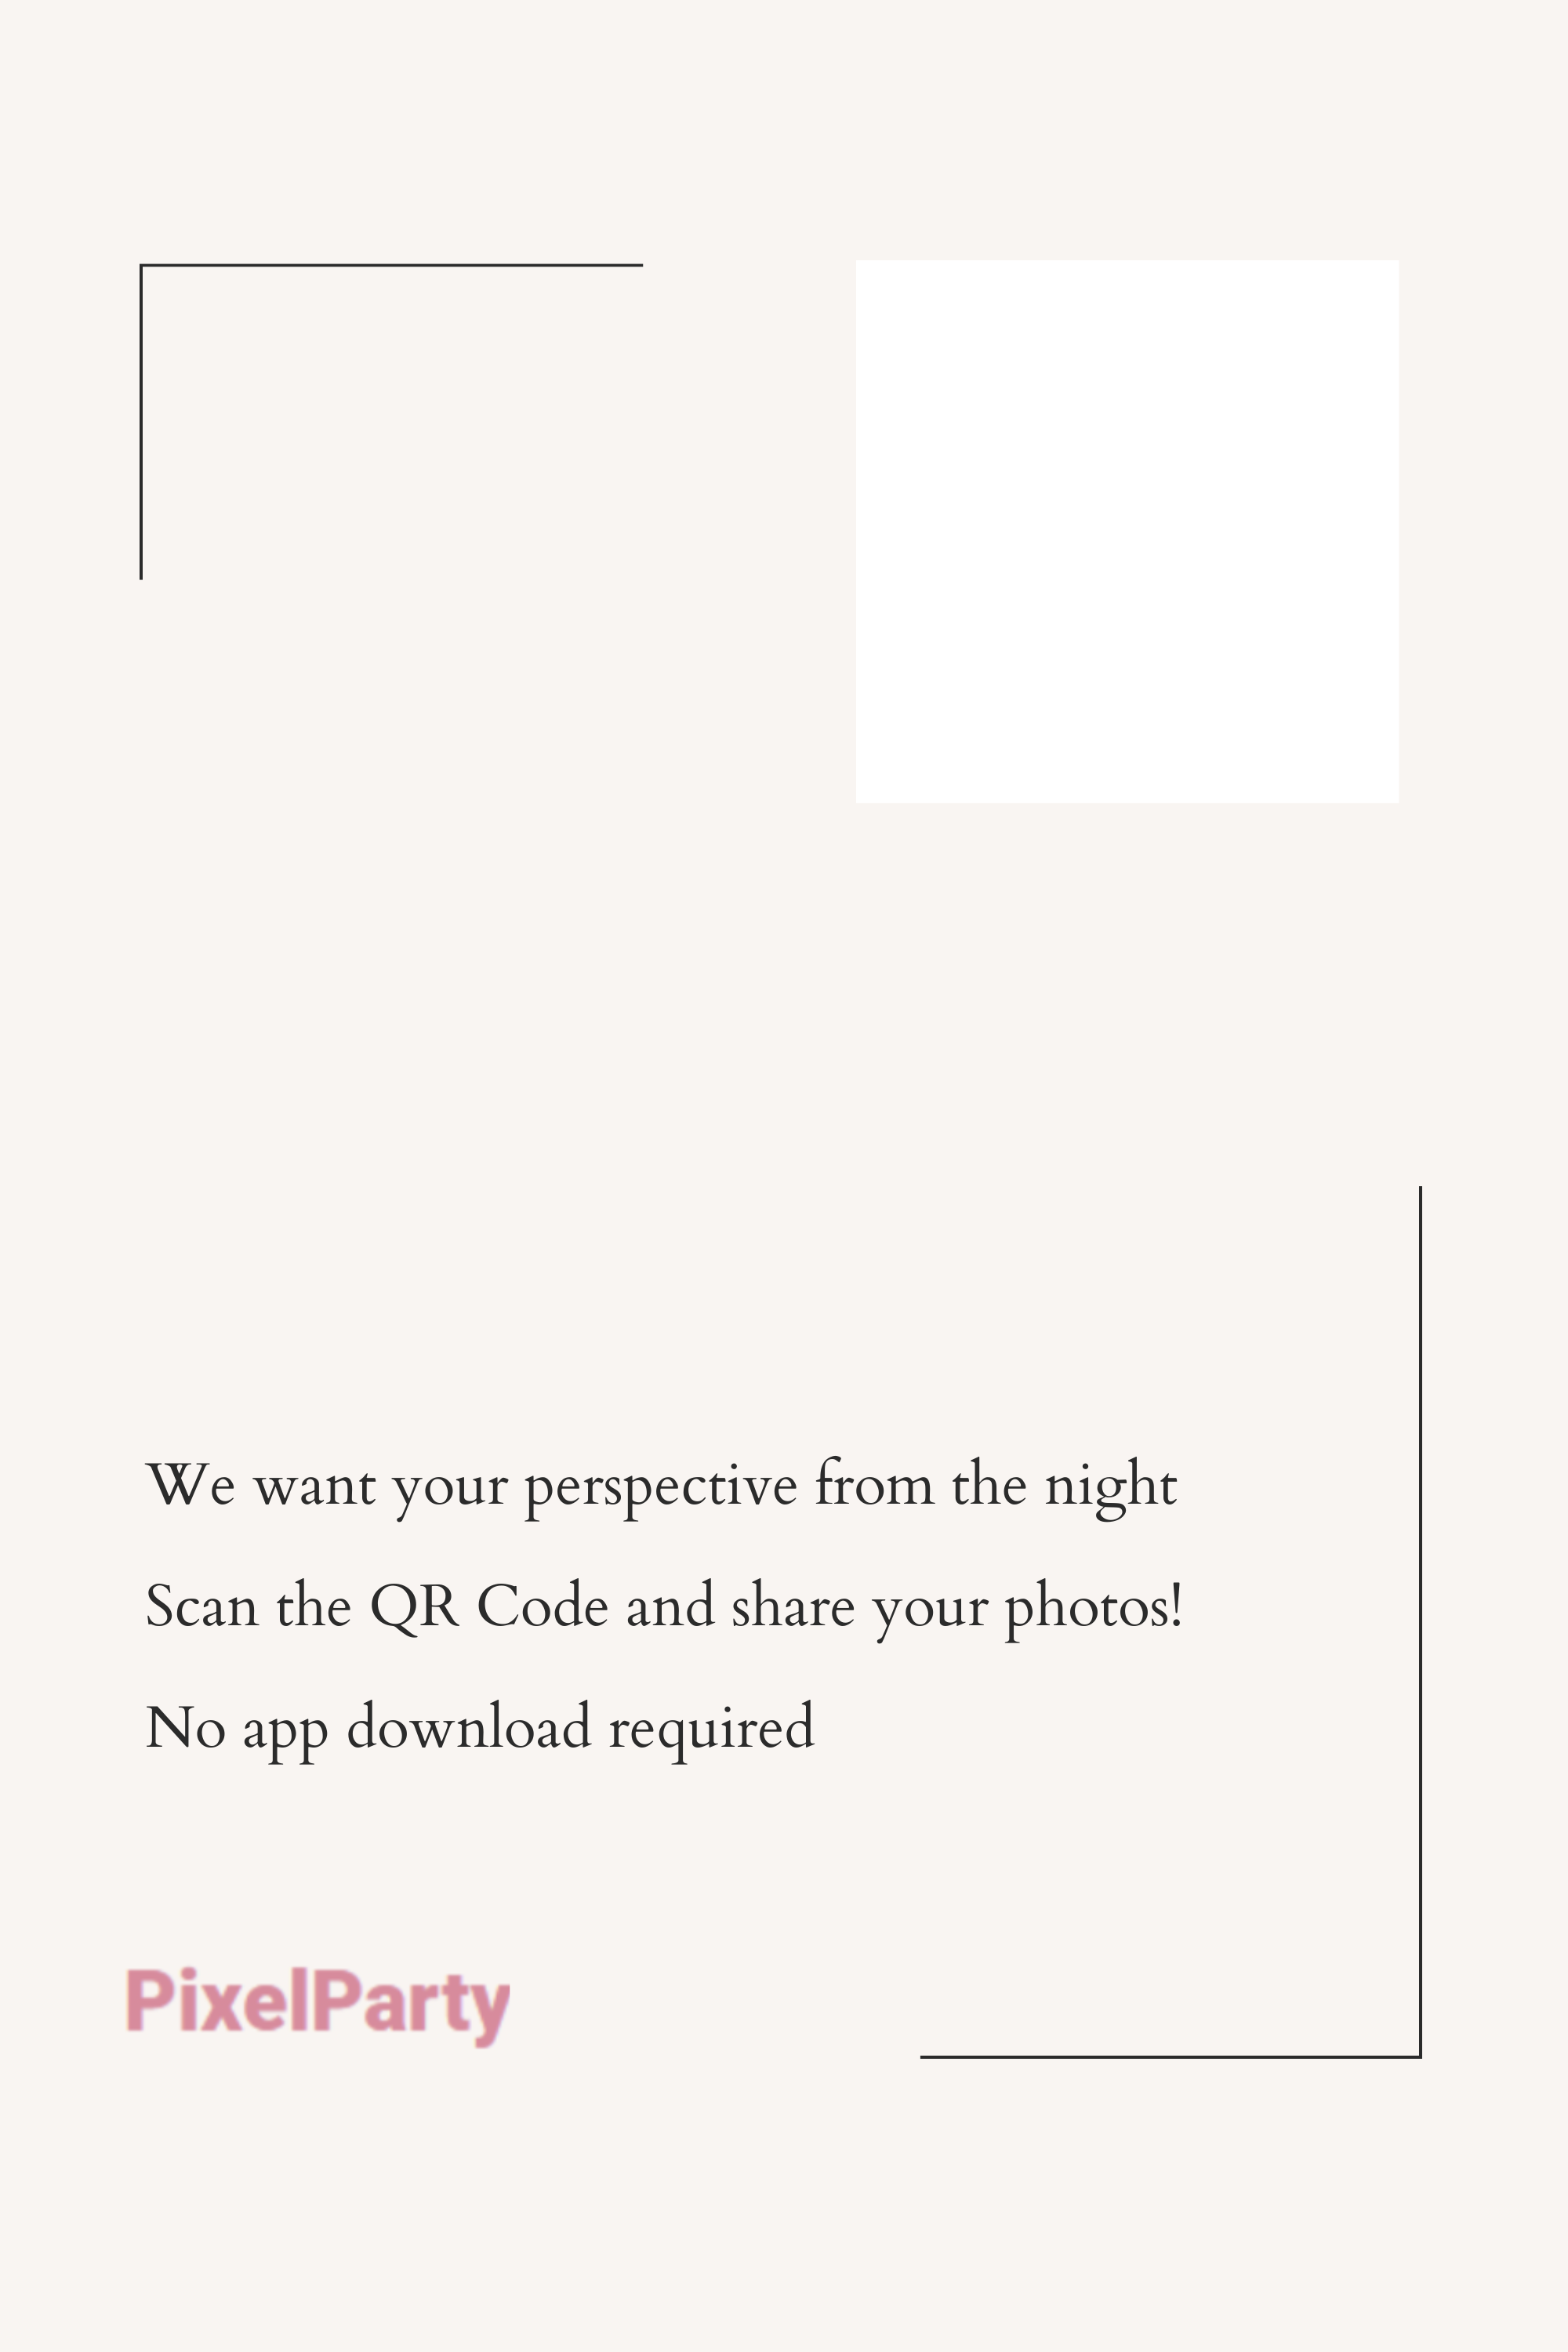 We want your perspective from the night
Scan the QR Code and share your photos!
No app download required
PixelParty